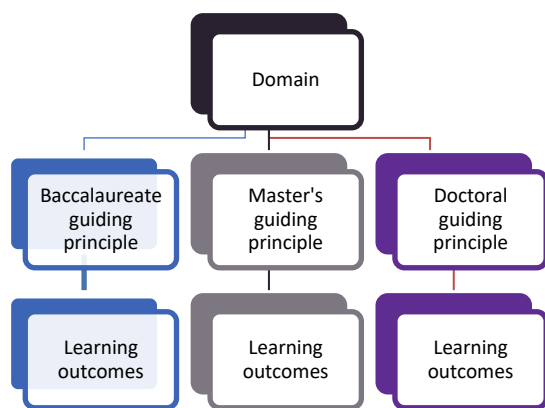 Domain
Baccalaureate
guiding
principle
Master's
guiding
principle
Doctoral
guiding
principle
Learning
outcomes
Learning
outcomes
Learning
outcomes